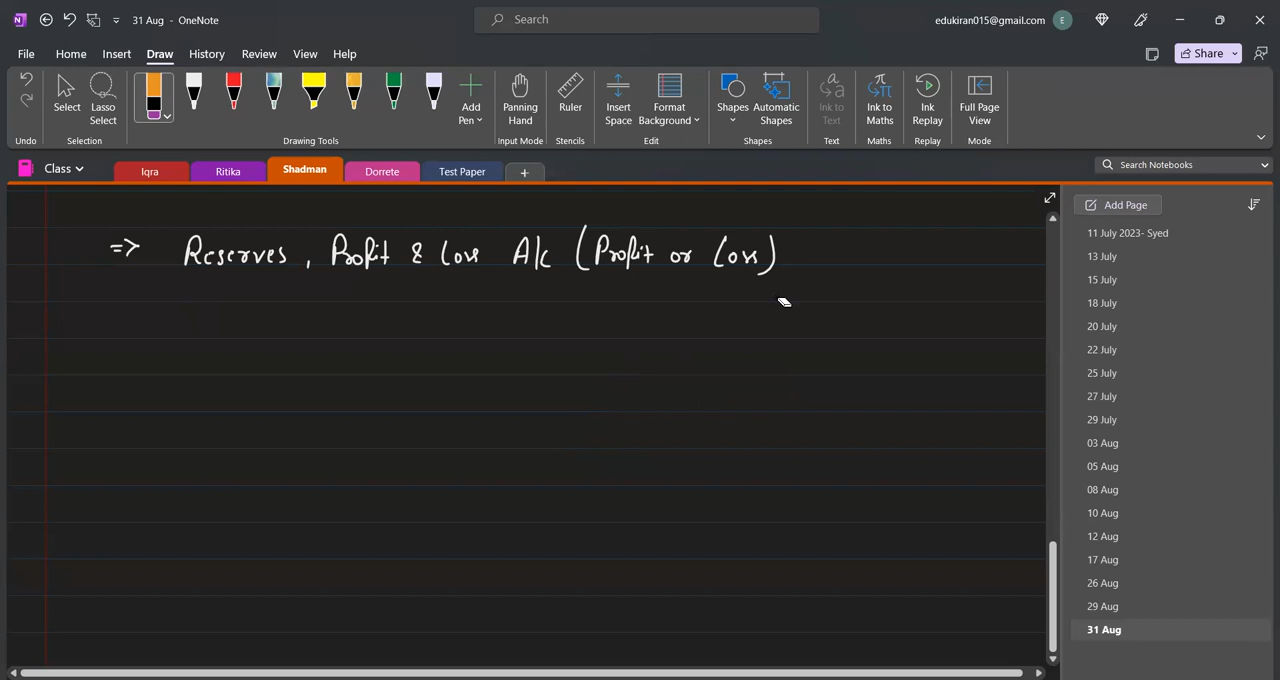 31 Aug - OneNote
Search
edukiran015@gmail.com
E
File Home Insert Draw History Review View Help
Share
Select
Lasso Select
Add Pen
Panning Hand
Ruler
Insert Space
Format Background
Shapes
Automatic Shapes
Ink to Text
Ink to Maths
Ink Replay
Full Page View
Undo Selection Drawing Tools Input Mode Stencils Edit Shapes Text Maths Replay Mode
Class Iqra Ritika Shadman Dorrete Test Paper +
Search Notebooks
Add Page
=> Reserves, Profit & Loss A/c (Profit or Loss)
11 July 2023- Syed
13 July
15 July
18 July
20 July
22 July
25 July
27 July
29 July
03 Aug
05 Aug
08 Aug
10 Aug
12 Aug
17 Aug
26 Aug
29 Aug
31 Aug